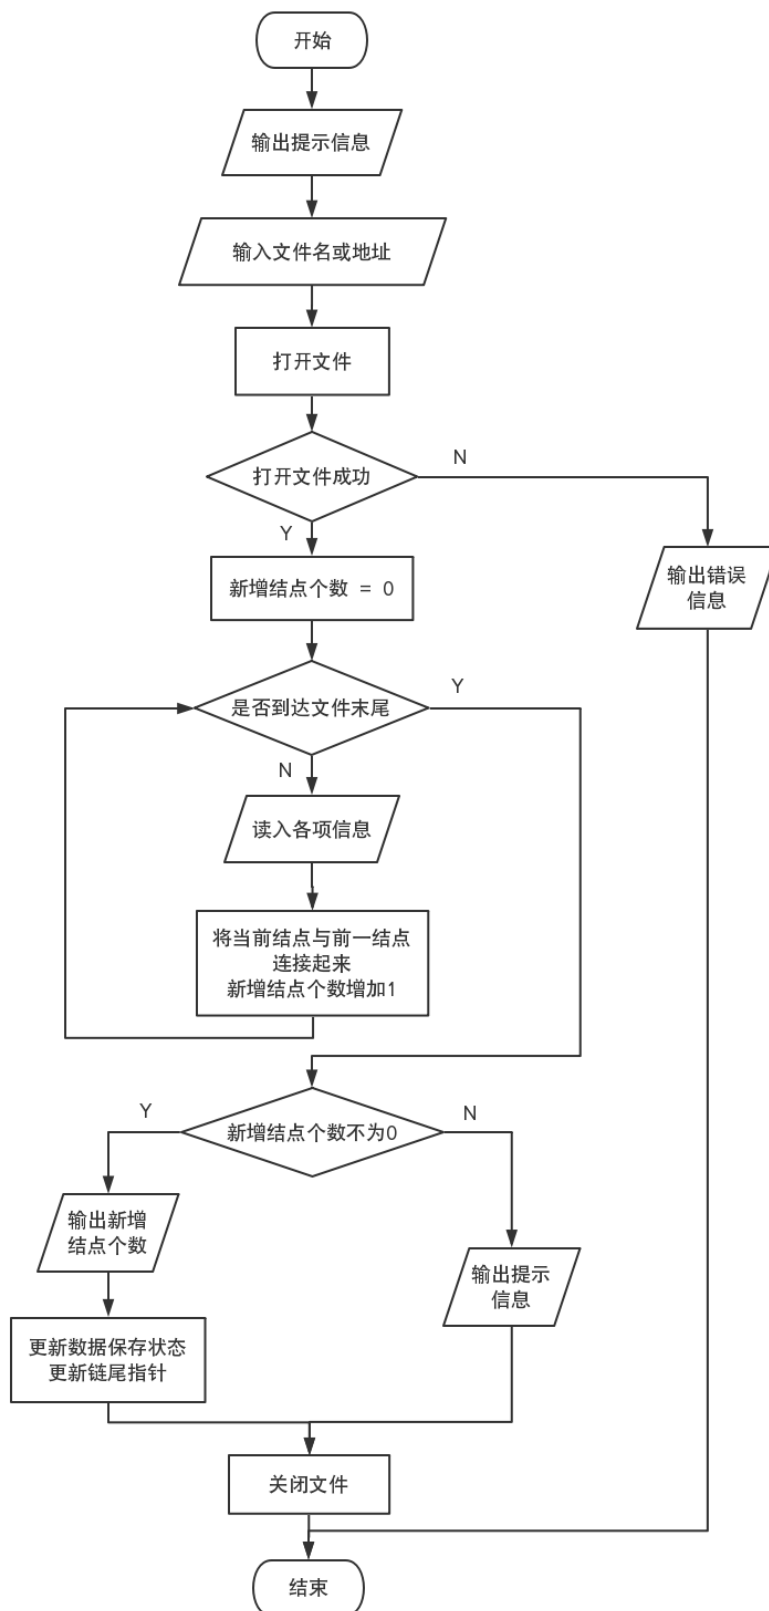 开始
输出提示信息
输入文件名或地址
打开文件
打开文件成功
N
Y
新增结点个数 = 0
输出错误
信息
是否到达文件末尾
Y
N
读入各项信息
将当前结点与前一结点
连接起来
新增结点个数增加1
新增结点个数不为0
Y
N
输出新增
结点个数
输出提示
信息
更新数据保存状态
更新链尾指针
关闭文件
结束